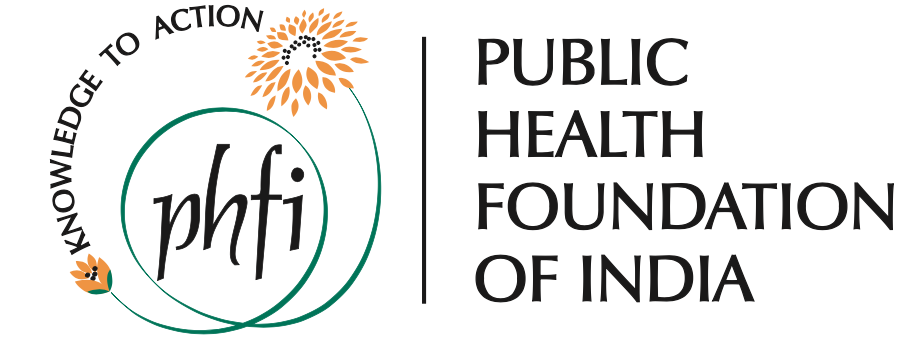 KNOWLEDGE TO ACTION
phfi
PUBLIC
HEALTH
FOUNDATION
OF INDIA